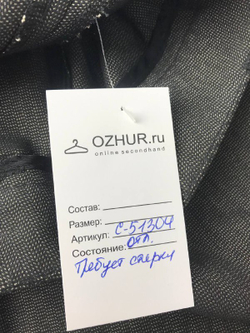 OZHUR.ru
online secondhand
Состав:
Размер:
Артикул: С-51304
Состояние: отл.
Требует стирки